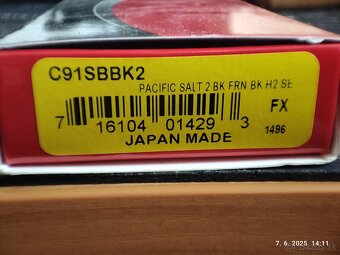 C91SBBK2
PACIFIC SALT 2 BK FRN BK H2 SE
FX
7 16104 01429 3
1496
JAPAN MADE
7. 6. 2025 14:11